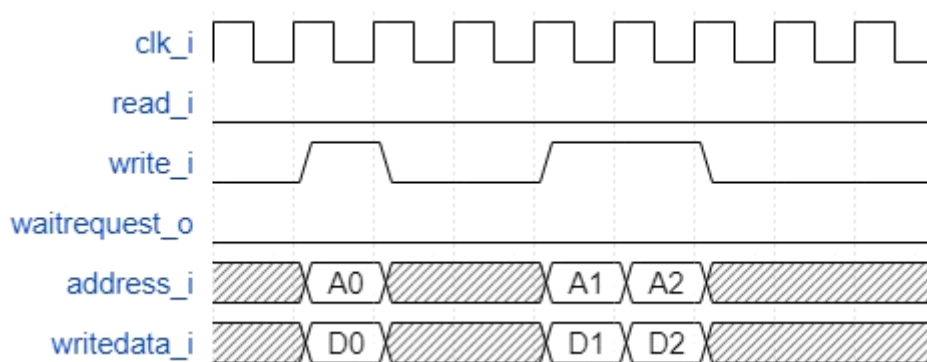 clk_i
read_i
write_i
waitrequest_o
address_i A0 A1 A2
writedata_i D0 D1 D2